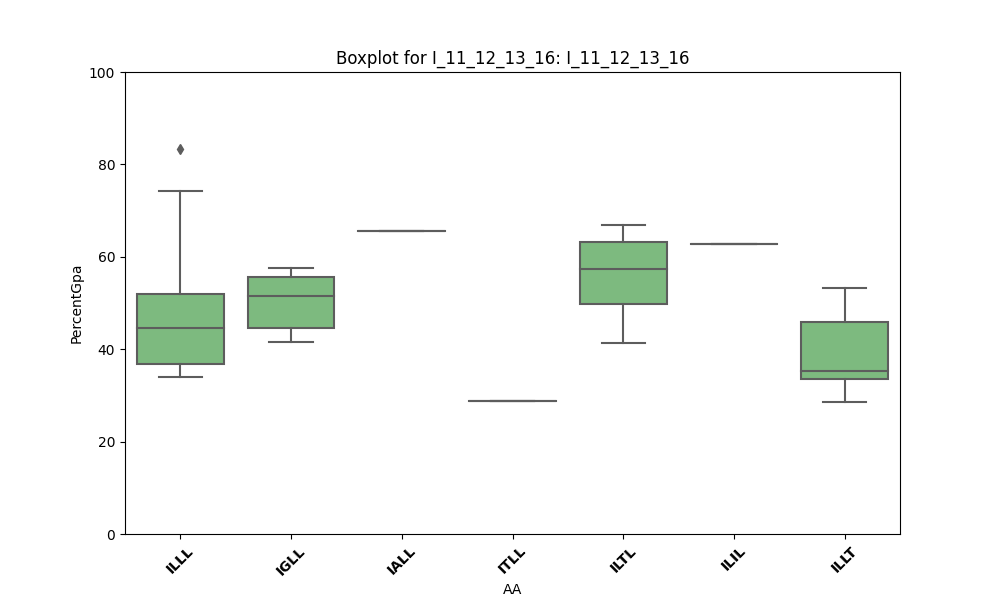 Boxplot for I_11_12_13_16: I_11_12_13_16
100
80
60
40
20
0
PercentGpa
ILLL
IGLL
IALL
ITLL
ILTL
ILIL
ILLT
AA